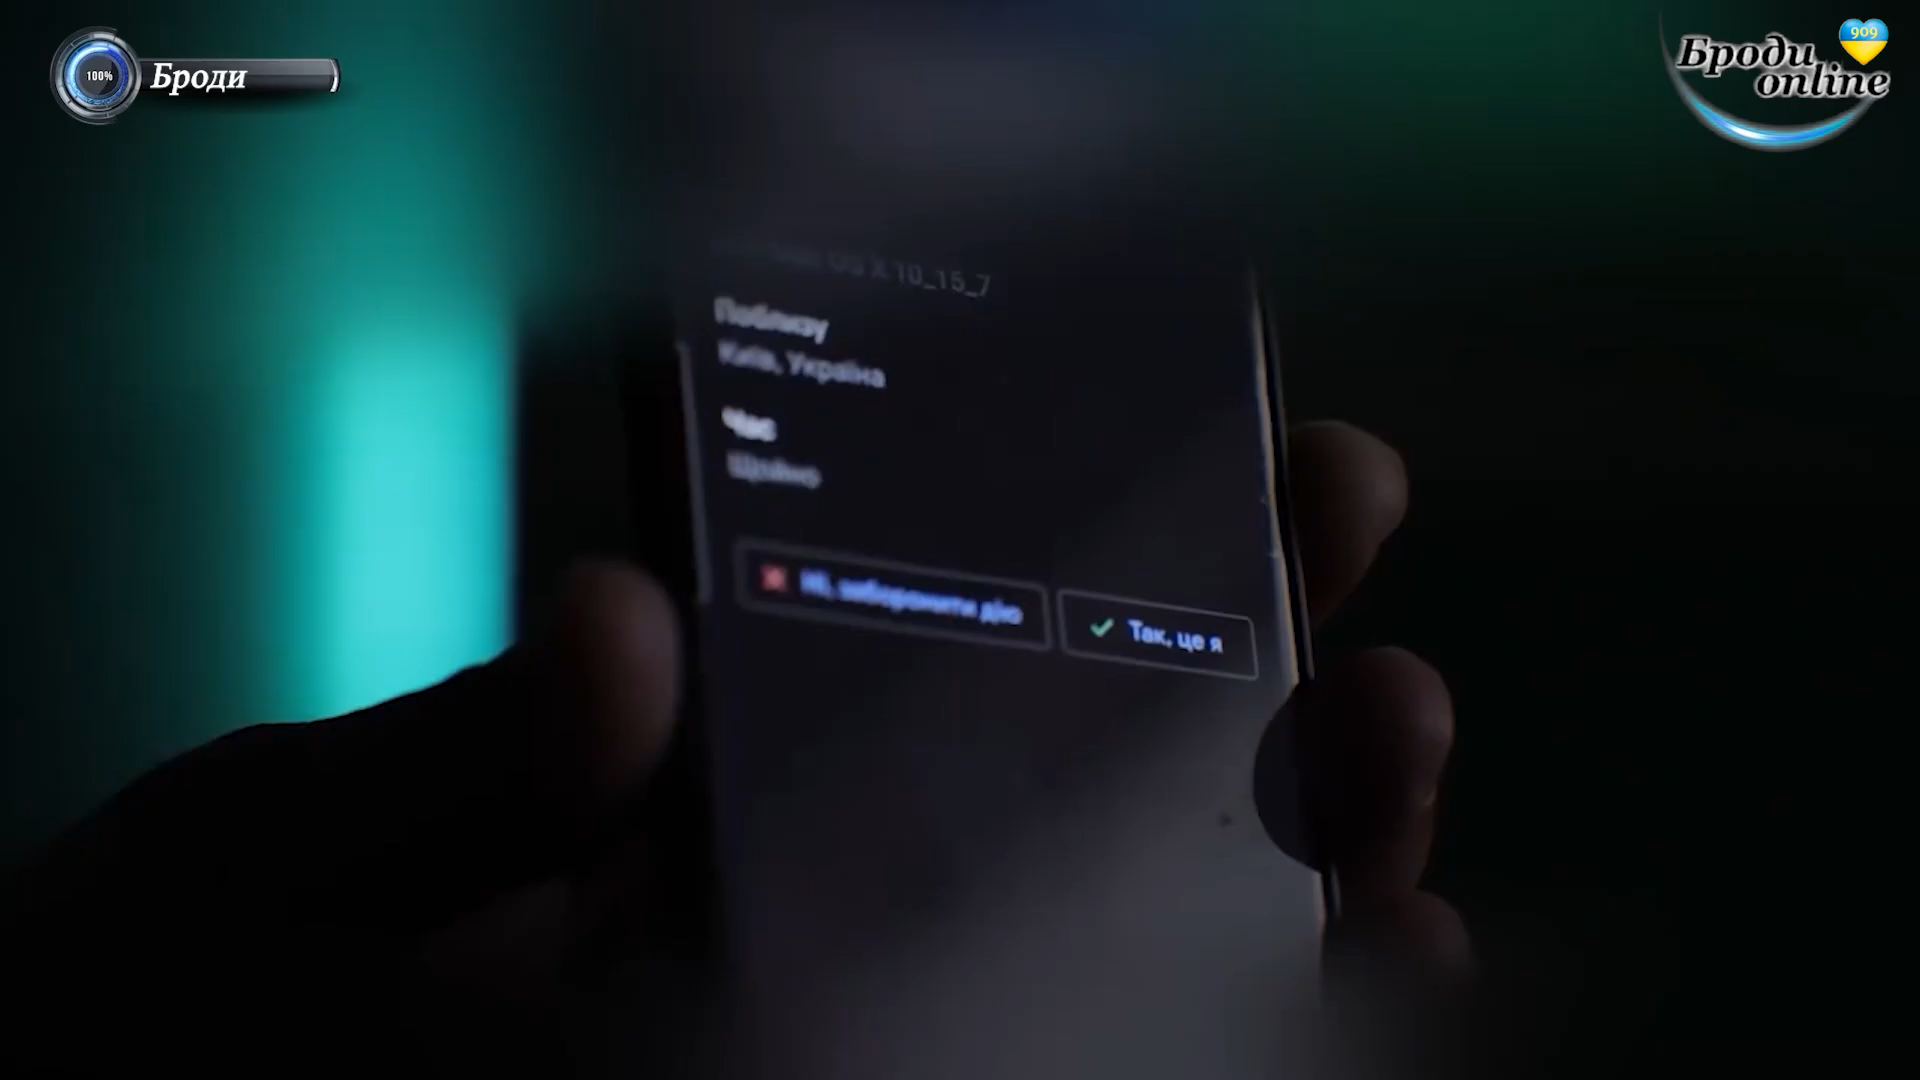 100%
Броди
909
Броди
online
OS X 10_15_7
Поблизу
Київ, Україна
Час
Щойно
Ні, заборонити дію
Так, це я